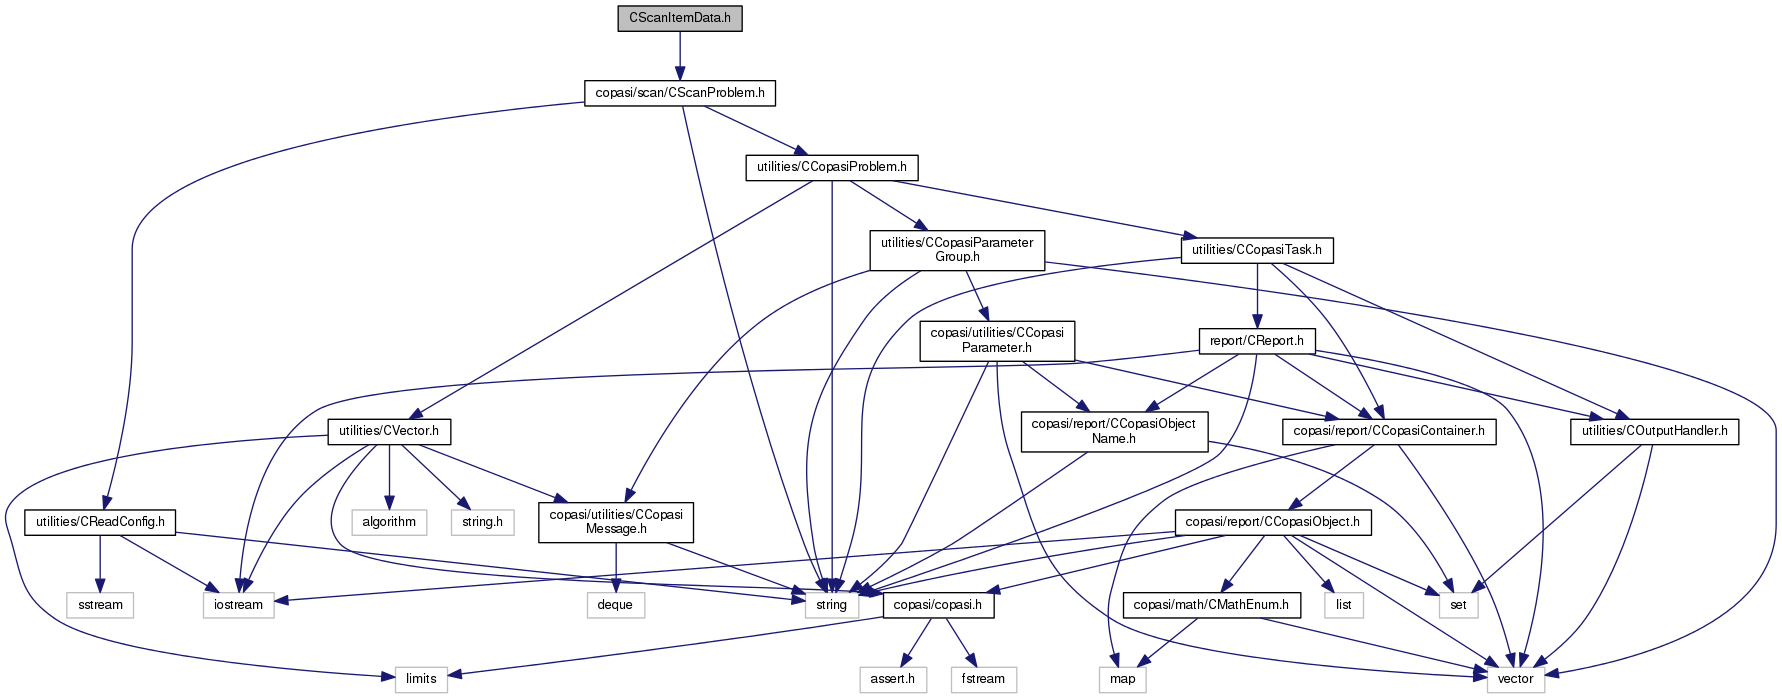 CScanItemData.h
copasi/scan/CScanProblem.h
utilities/CCopasiProblem.h
utilities/CCopasiParameter
Group.h
utilities/CCopasiTask.h
copasi/utilities/CCopasi
Parameter.h
report/CReport.h
utilities/CVector.h
copasi/report/CCopasiObject
Name.h
copasi/report/CCopasiContainer.h
utilities/COutputHandler.h
utilities/CReadConfig.h
algorithm
string.h
copasi/utilities/CCopasi
Message.h
copasi/report/CCopasiObject.h
sstream
iostream
deque
string
copasi/copasi.h
copasi/math/CMathEnum.h
list
set
limits
assert.h
fstream
map
vector